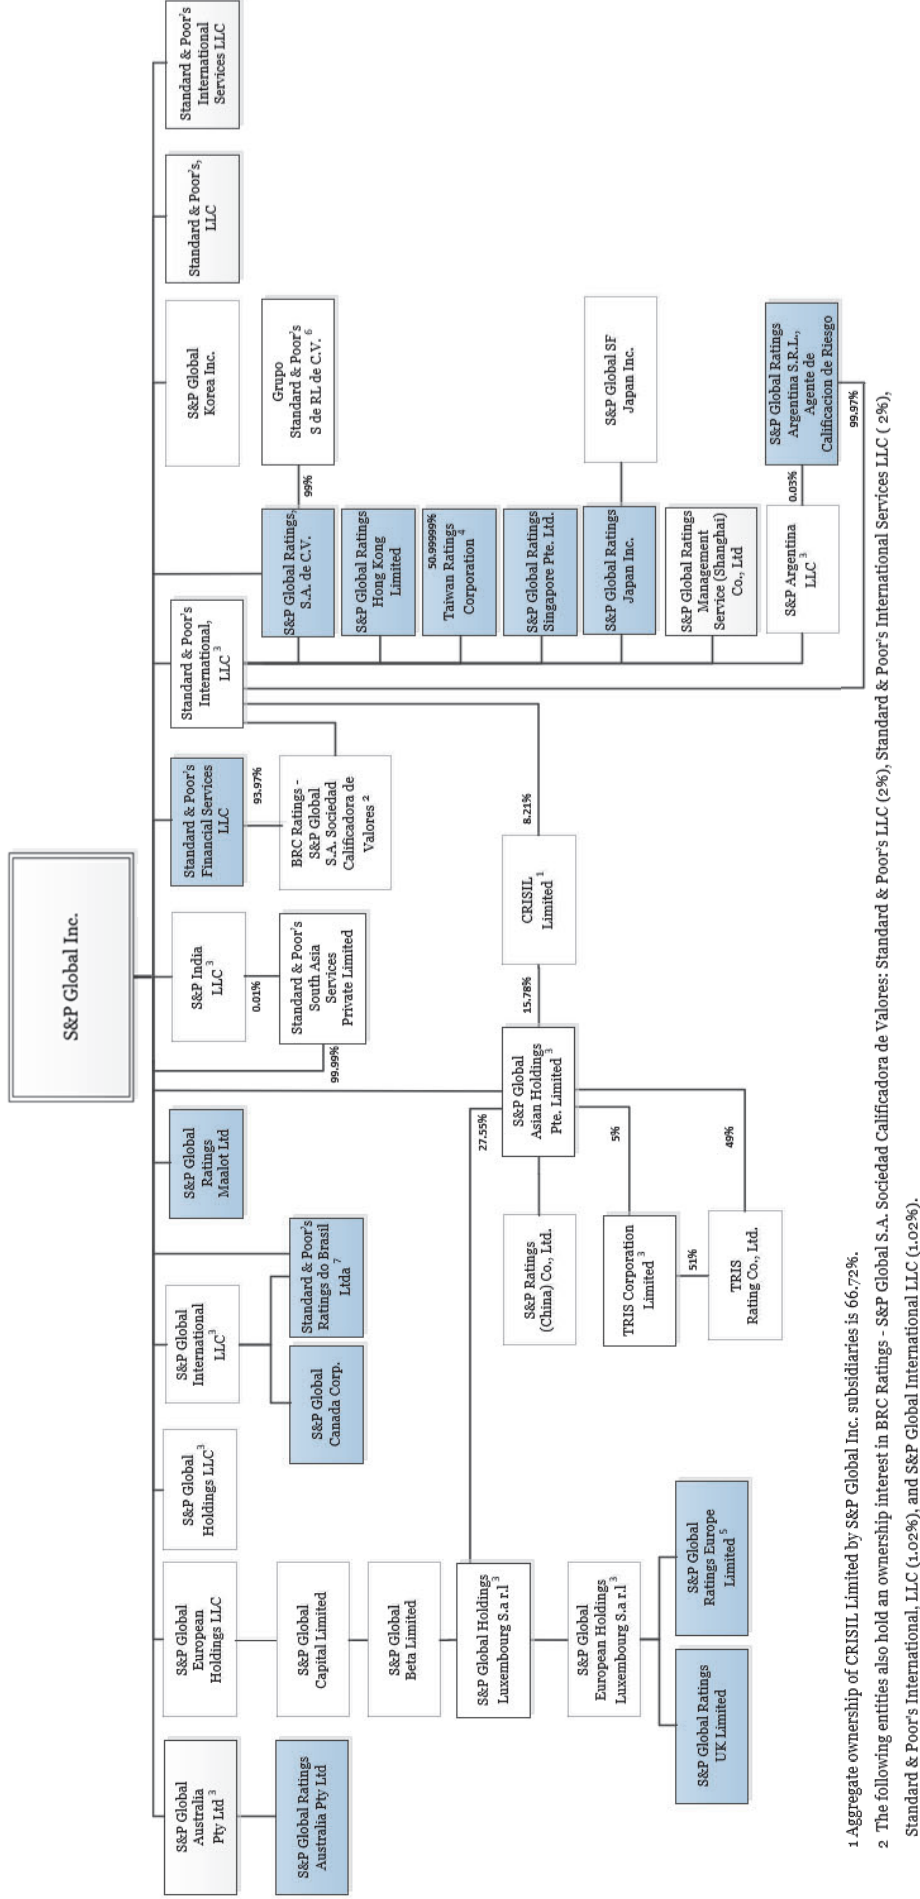 S&P Global Inc.
S&P Global
Australia
Pty Ltd ³
S&P Global
European
Holdings LLC
S&P Global
Holdings LLC³
S&P Global
International
LLC³
S&P Global
Ratings
Maalot Ltd
S&P India
LLC ³
Standard & Poor's
Financial Services
LLC
Standard & Poor's
International,
LLC ³
S&P Global
Korea Inc.
Standard & Poor's,
LLC
Standard & Poor's
International
Services LLC
S&P Global Ratings
Australia Pty Ltd
S&P Global
Capital Limited
S&P Global
Canada Corp.
Standard & Poor's
Ratings do Brasil
Ltda ⁷
99.99%
0.01%
Standard & Poor's
South Asia
Services
Private Limited
93.97%
BRC Ratings -
S&P Global
S.A. Sociedad
Calificadora de
Valores ²
S&P Global Ratings,
S.A. de C.V.
99%
Grupo
Standard & Poor's
S de RL de C.V. ⁶
S&P Global
Beta Limited
S&P Global Ratings
Hong Kong
Limited
50.99999%
Taiwan Ratings
Corporation ⁴
S&P Global Holdings
Luxembourg S.a r.l ³
27.55%
S&P Global
Asian Holdings
Pte. Limited ³
15.78%
CRISIL
Limited ¹
8.21%
S&P Global Ratings
Singapore Pte. Ltd.
S&P Ratings
(China) Co., Ltd.
S&P Global
European Holdings
Luxembourg S.a r.l ³
TRIS Corporation
Limited ³
5%
S&P Global Ratings
Japan Inc.
S&P Global SF
Japan Inc.
S&P Global Ratings
UK Limited
S&P Global
Ratings Europe
Limited ⁵
51%
TRIS
Rating Co., Ltd.
49%
S&P Global Ratings
Management
Service (Shanghai)
Co., Ltd
S&P Argentina
LLC ³
0.03%
S&P Global Ratings
Argentina S.R.L.,
Agente de
Calificacion de Riesgo
99.97%
1 Aggregate ownership of CRISIL Limited by S&P Global Inc. subsidiaries is 66.72%.
2 The following entities also hold an ownership interest in BRC Ratings - S&P Global S.A. Sociedad Calificadora de Valores: Standard & Poor's LLC (2%), Standard & Poor's International Services LLC ( 2%),
Standard & Poor's International, LLC (1.02%), and S&P Global International LLC (1.02%).